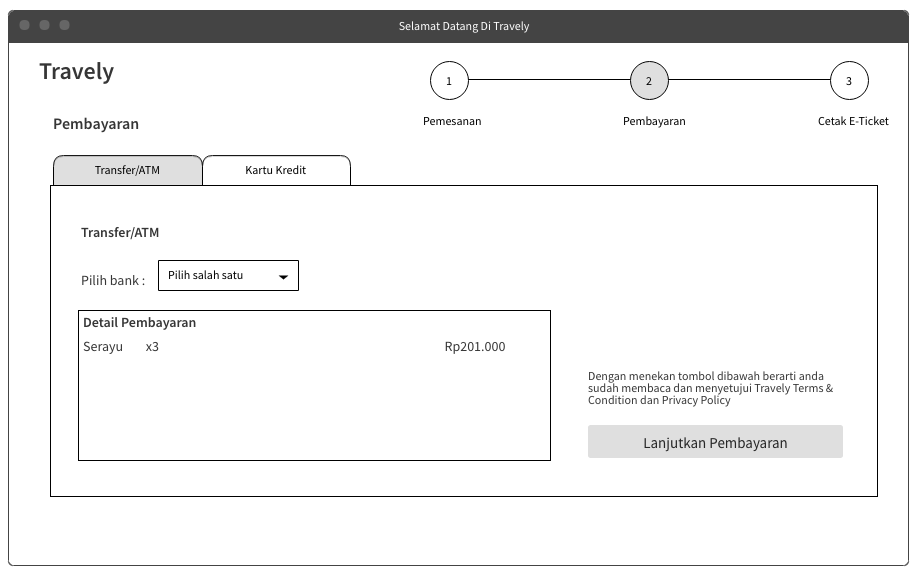 Selamat Datang Di Travely
Travely
1
2
3
Pemesanan
Pembayaran
Cetak E-Ticket
Pembayaran
Transfer/ATM
Kartu Kredit
Transfer/ATM
Pilih bank :
Pilih salah satu
Detail Pembayaran
Serayu x3 Rp201.000
Dengan menekan tombol dibawah berarti anda
sudah membaca dan menyetujui Travely Terms &
Condition dan Privacy Policy
Lanjutkan Pembayaran